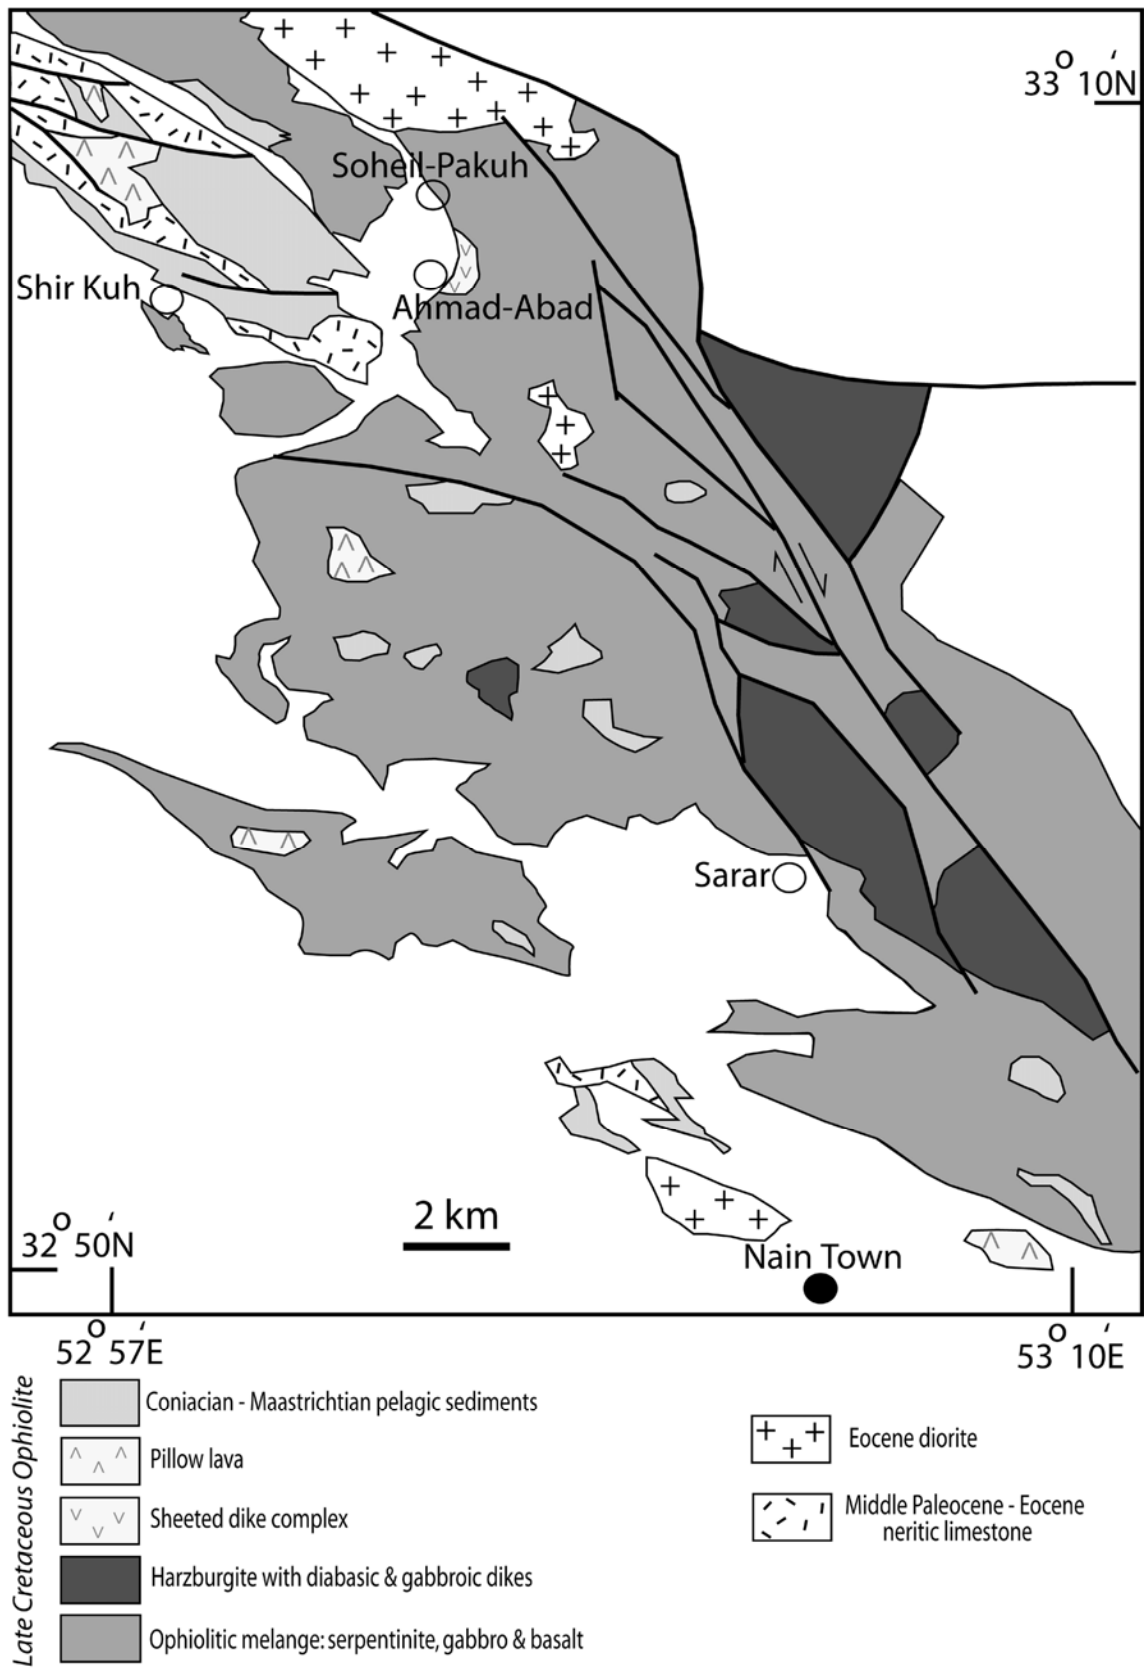 33° 10'N
Soheil-Pakuh
Shir Kuh
Ahmad-Abad
Sarar
2 km
32° 50'N
Nain Town
52° 57'E
53° 10'E
Late Cretaceous Ophiolite
Coniacian - Maastrichtian pelagic sediments
Pillow lava
Sheeted dike complex
Harzburgite with diabasic & gabbroic dikes
Ophiolitic melange: serpentinite, gabbro & basalt
Eocene diorite
Middle Paleocene - Eocene
neritic limestone